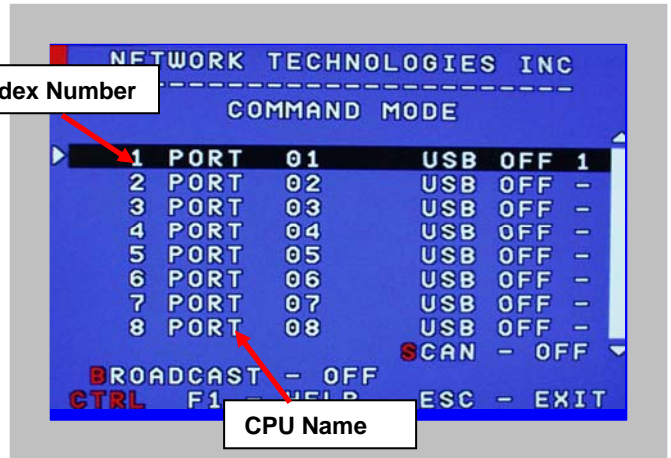 NETWORK TECHNOLOGIES INC
dex Number
COMMAND MODE
1 PORT 01 USB OFF 1
2 PORT 02 USB OFF –
3 PORT 03 USB OFF –
4 PORT 04 USB OFF –
5 PORT 05 USB OFF –
6 PORT 06 USB OFF –
7 PORT 07 USB OFF –
8 PORT 08 USB OFF –
SCAN – OFF
BROADCAST – OFF
CTRL F1 – HELP ESC – EXIT
CPU Name